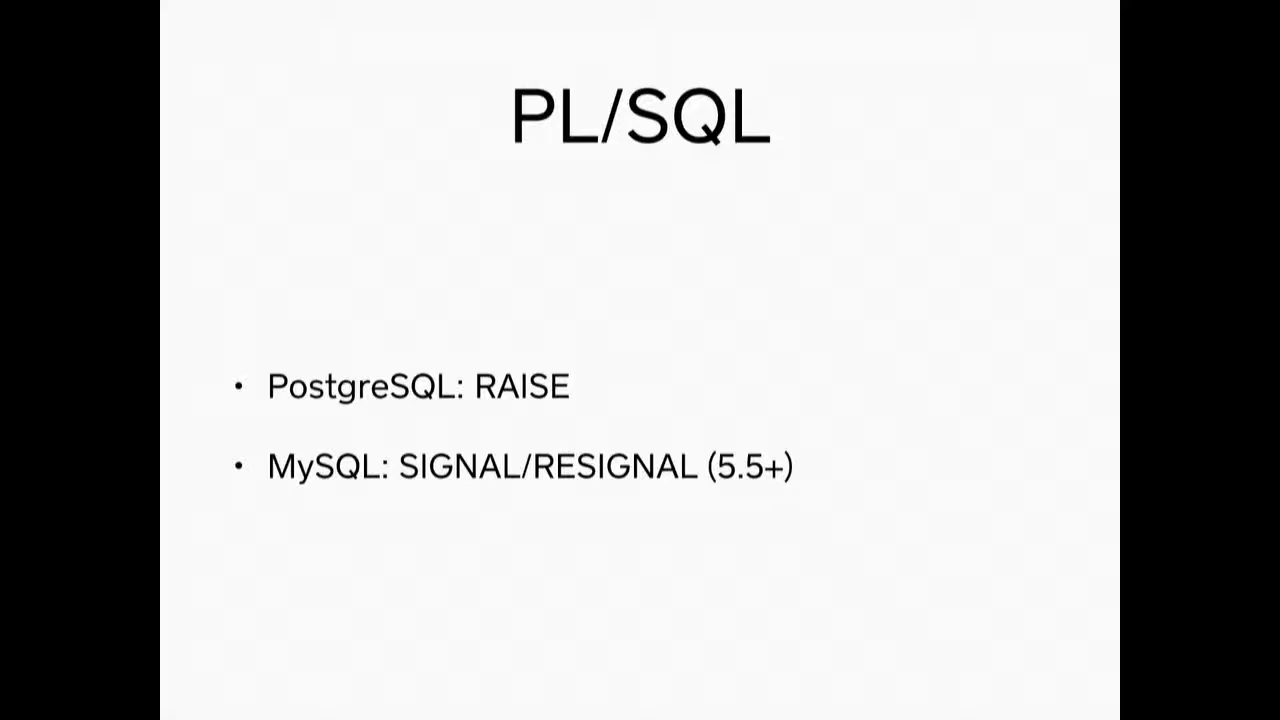 PL/SQL
• PostgreSQL: RAISE
• MySQL: SIGNAL/RESIGNAL (5.5+)